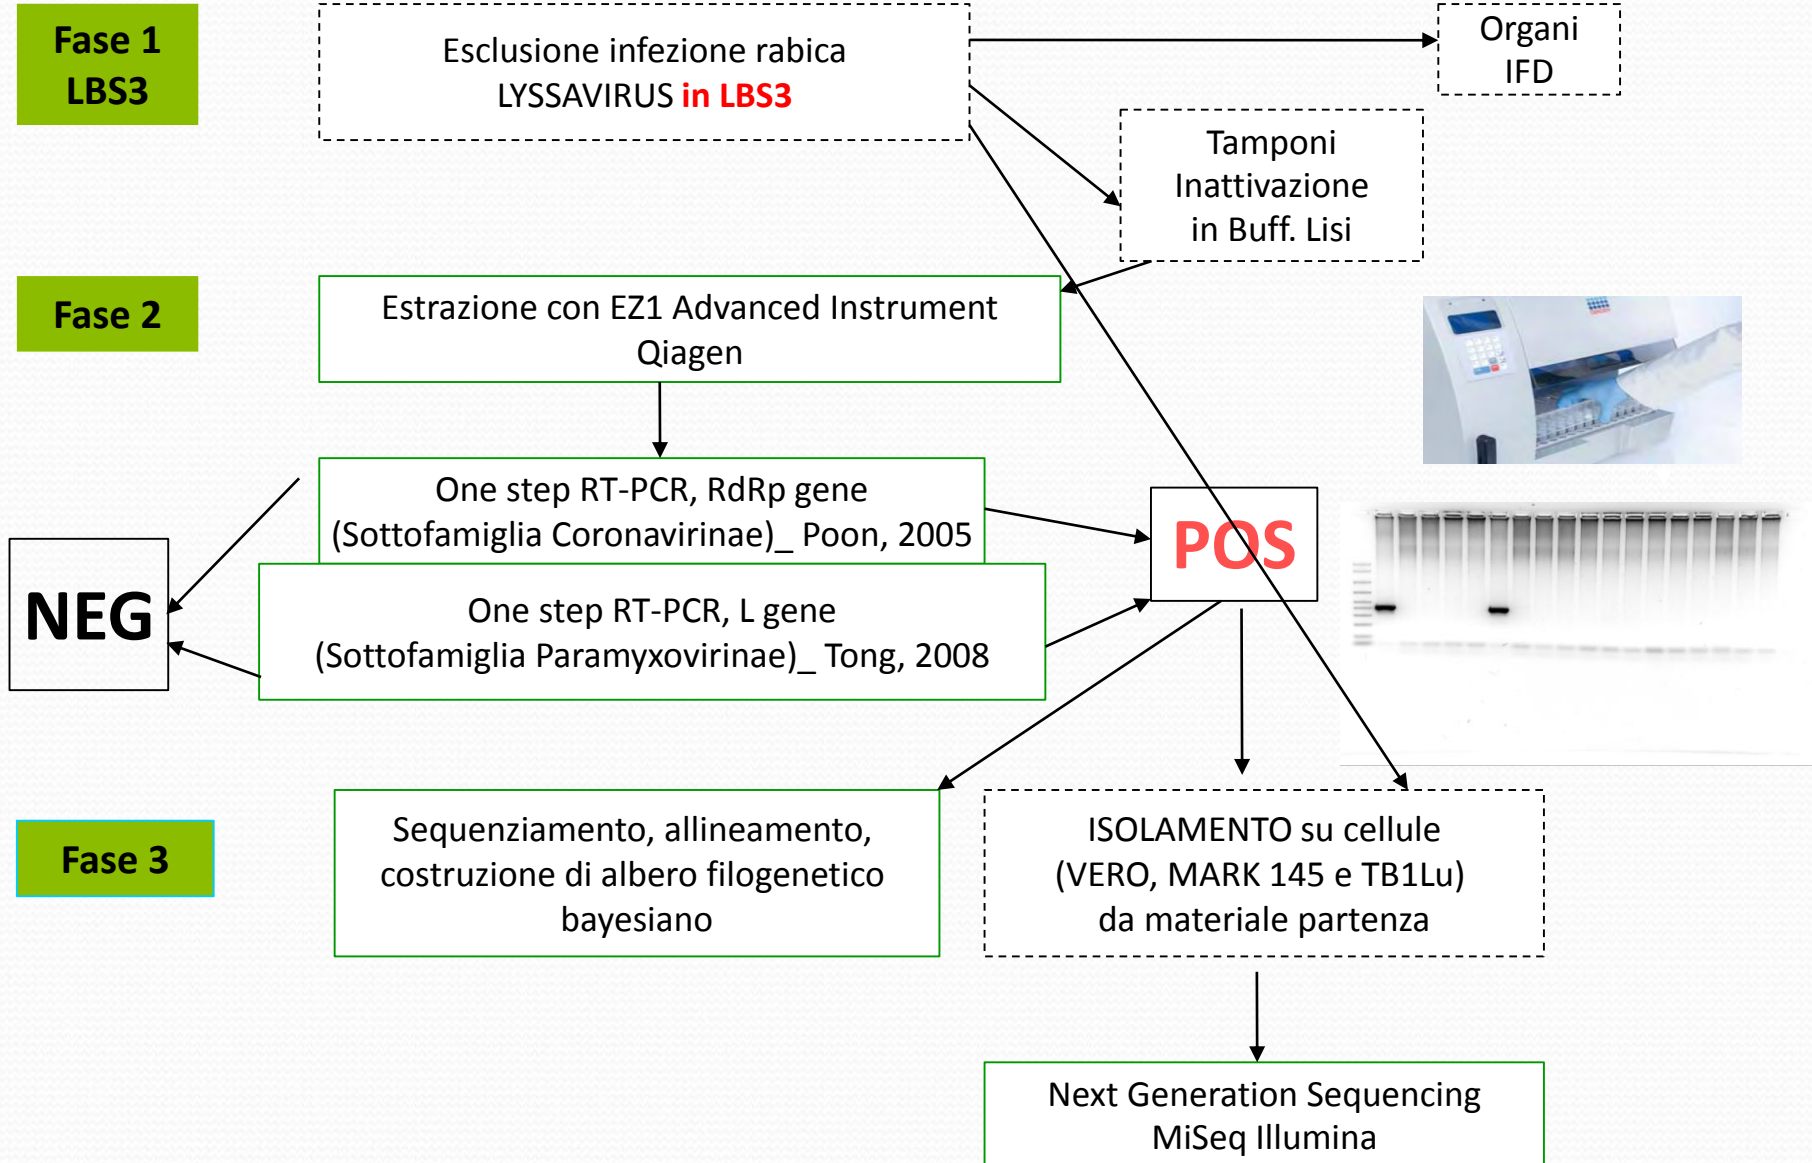 Fase 1
LBS3
Esclusione infezione rabica
LYSSAVIRUS in LBS3
Organi
IFD
Tamponi
Inattivazione
in Buff. Lisi
Fase 2
Estrazione con EZ1 Advanced Instrument
Qiagen
One step RT-PCR, RdRp gene
(Sottofamiglia Coronavirinae)_ Poon, 2005
NEG
POS
One step RT-PCR, L gene
(Sottofamiglia Paramyxovirinae)_ Tong, 2008
Fase 3
Sequenziamento, allineamento,
costruzione di albero filogenetico
bayesiano
ISOLAMENTO su cellule
(VERO, MARK 145 e TB1Lu)
da materiale partenza
Next Generation Sequencing
MiSeq Illumina